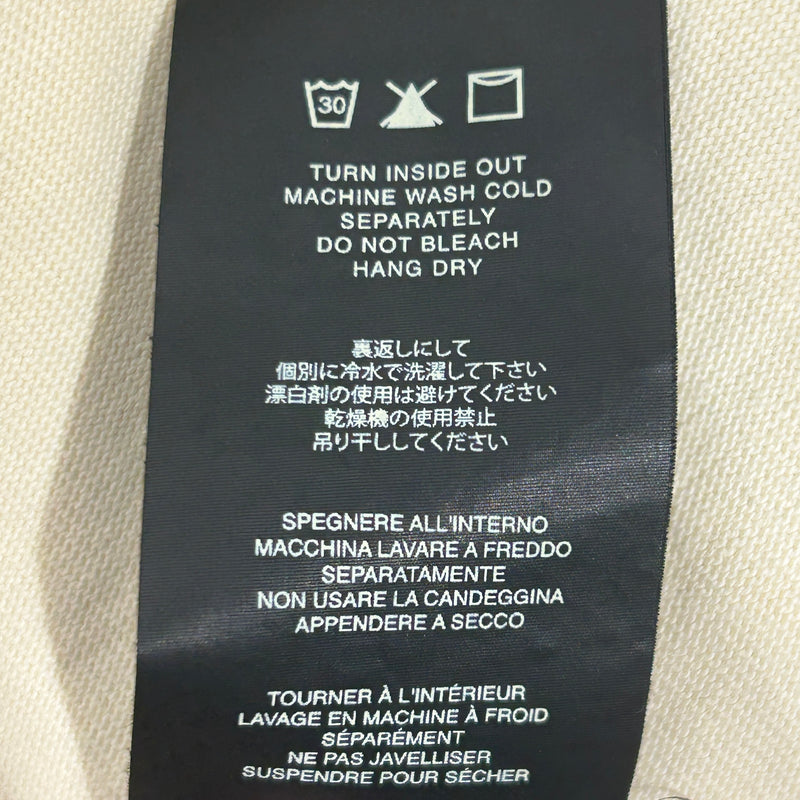 30
TURN INSIDE OUT
MACHINE WASH COLD
SEPARATELY
DO NOT BLEACH
HANG DRY
裏返しにして
個別に冷水で洗濯して下さい
漂白剤の使用は避けてください
乾燥機の使用禁止
吊り干ししてください
SPEGNERE ALL'INTERNO
MACCHINA LAVARE A FREDDO
SEPARATAMENTE
NON USARE LA CANDEGGINA
APPENDERE A SECCO
TOURNER À L'INTÉRIEUR
LAVAGE EN MACHINE À FROID
SÉPARÉMENT
NE PAS JAVELLISER
SUSPENDRE POUR SÉCHER